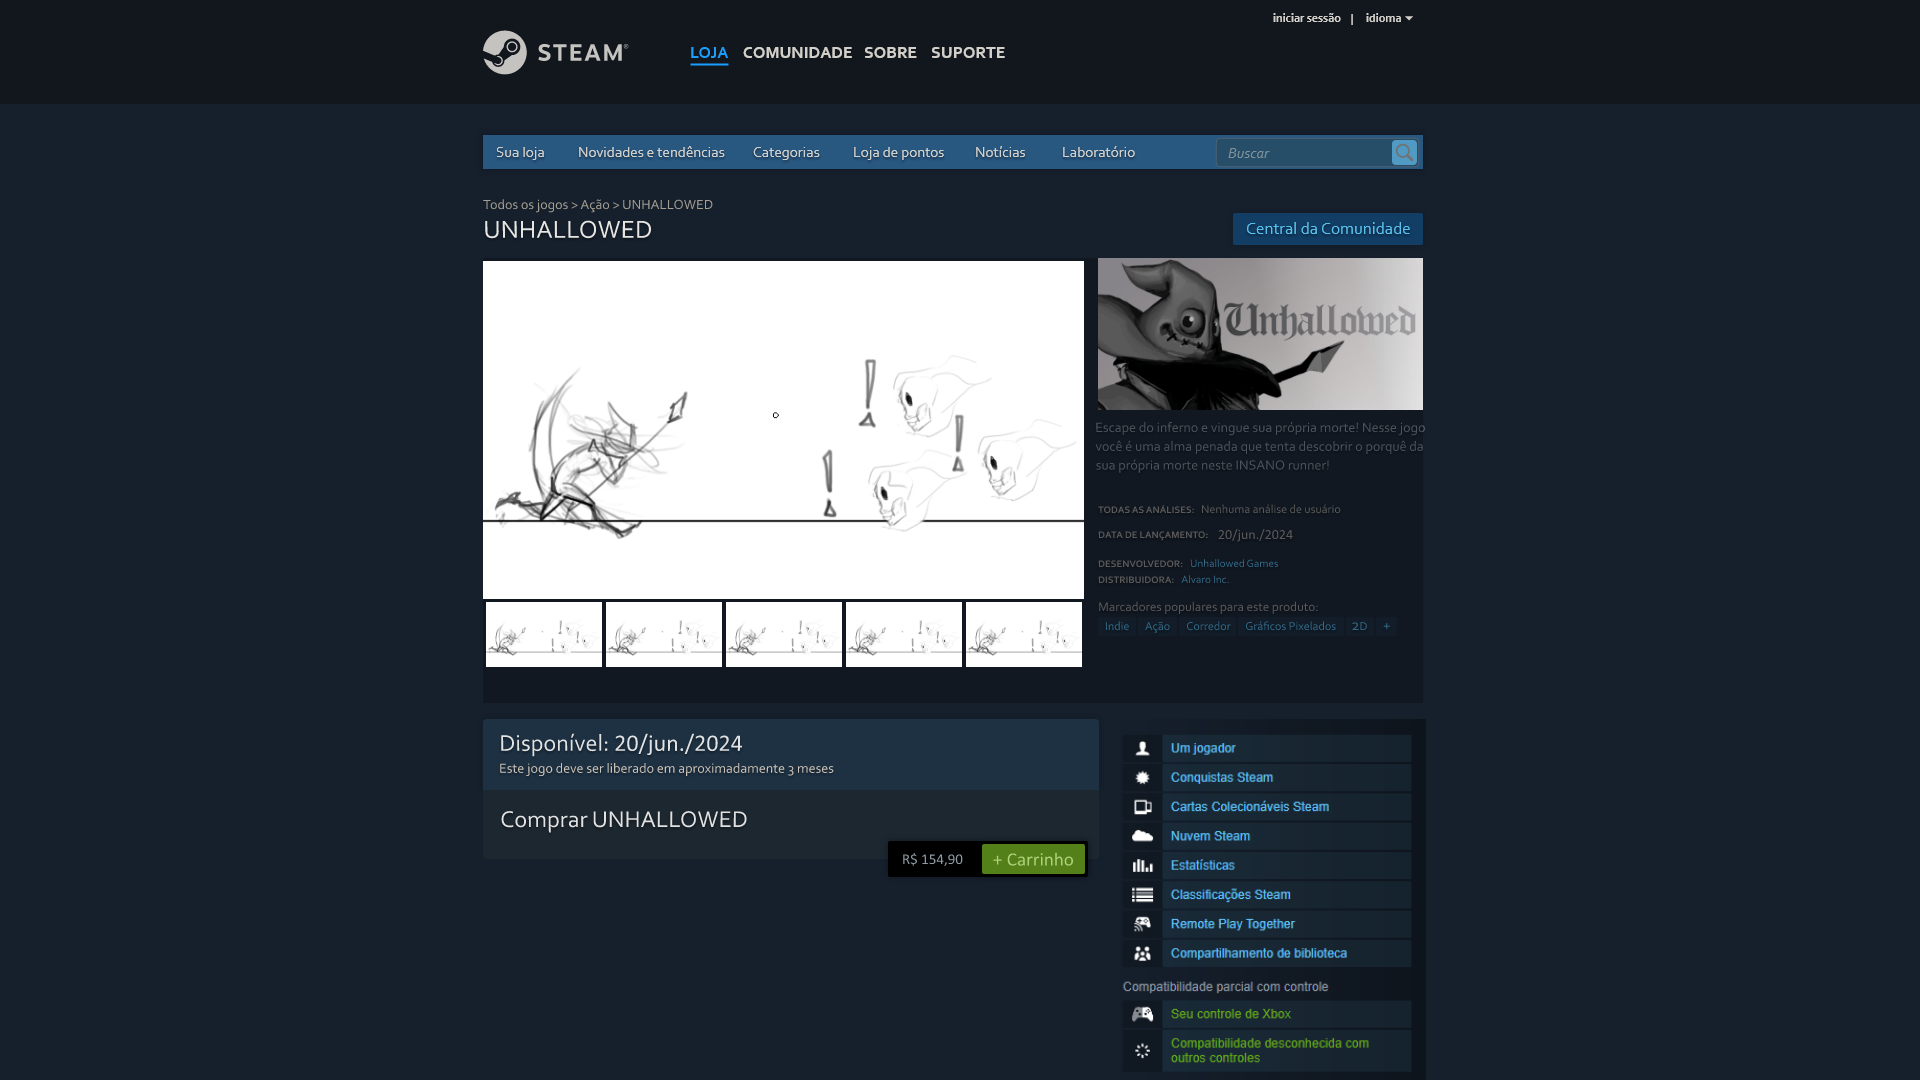 iniciar sessão | idioma
STEAM®
LOJA COMUNIDADE SOBRE SUPORTE
Sua loja Novidades e tendências Categorias Loja de pontos Notícias Laboratório Buscar
Todos os jogos > Ação > UNHALLOWED
UNHALLOWED
Central da Comunidade
! ! !
Unhallowed
Escape do inferno e vingue sua própria morte! Nesse jogo
você é uma alma penada que tenta descobrir o porquê da
sua própria morte neste INSANO runner!
TODAS AS ANÁLISES: Nenhuma análise de usuário
DATA DE LANÇAMENTO: 20/jun./2024
DESENVOLVEDOR: Unhallowed Games
DISTRIBUIDORA: Alvaro Inc.
Marcadores populares para este produto:
Indie Ação Corredor Gráficos Pixelados 2D +
Disponível: 20/jun./2024
Este jogo deve ser liberado em aproximadamente 3 meses
Comprar UNHALLOWED
R$ 154,90 + Carrinho
Um jogador
Conquistas Steam
Cartas Colecionáveis Steam
Nuvem Steam
Estatísticas
Classificações Steam
Remote Play Together
Compartilhamento de biblioteca
Compatibilidade parcial com controle
Seu controle de Xbox
Compatibilidade desconhecida com
outros controles